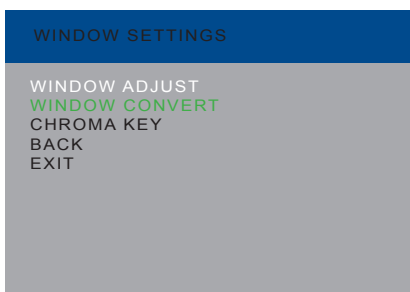 WINDOW SETTINGS
WINDOW ADJUST
WINDOW CONVERT
CHROMA KEY
BACK
EXIT